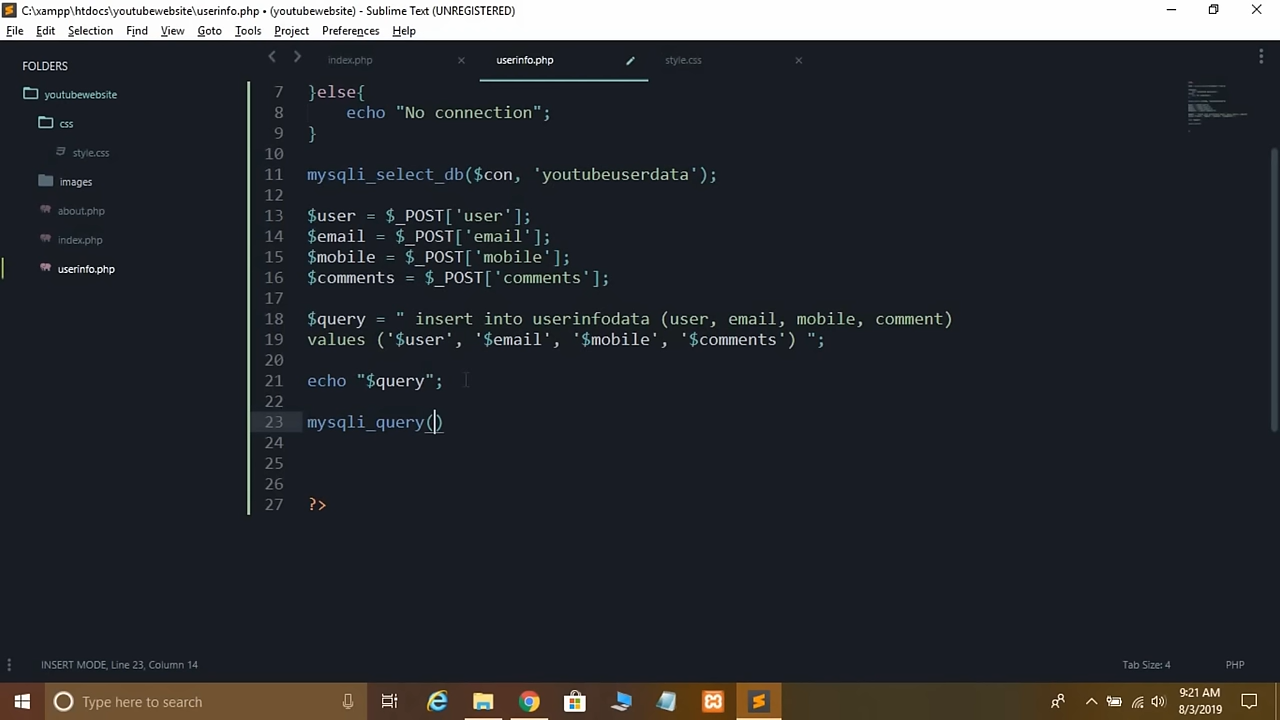 C:\xampp\htdocs\youtubewebsite\userinfo.php • (youtubewebsite) - Sublime Text (UNREGISTERED)
File Edit Selection Find View Goto Tools Project Preferences Help
FOLDERS
youtubewebsite
css
style.css
images
about.php
index.php
userinfo.php
index.php userinfo.php style.css
7 }else{
8 echo "No connection";
9 }
10
11 mysqli_select_db($con, 'youtubeuserdata');
12
13 $user = $_POST['user'];
14 $email = $_POST['email'];
15 $mobile = $_POST['mobile'];
16 $comments = $_POST['comments'];
17
18 $query = " insert into userinfodata (user, email, mobile, comment)
19 values ('$user', '$email', '$mobile', '$comments') ";
20
21 echo "$query";
22
23 mysqli_query()
24
25
26
27 ?>
INSERT MODE, Line 23, Column 14 Tab Size: 4 PHP
Type here to search
9:21 AM
8/3/2019